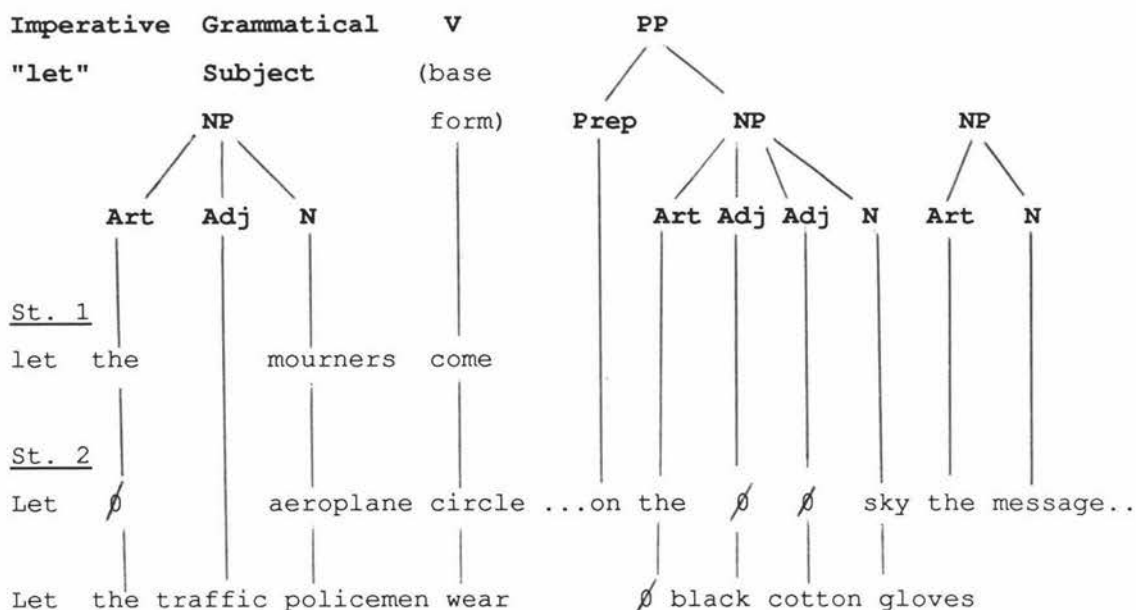 Imperative Grammatical V PP
"let" Subject (base
NP form) Prep NP NP
Art Adj N Art Adj Adj N Art N
St. 1
let the mourners come
St. 2
Let Ø aeroplane circle ...on the Ø Ø sky the message..
Let the traffic policemen wear Ø black cotton gloves